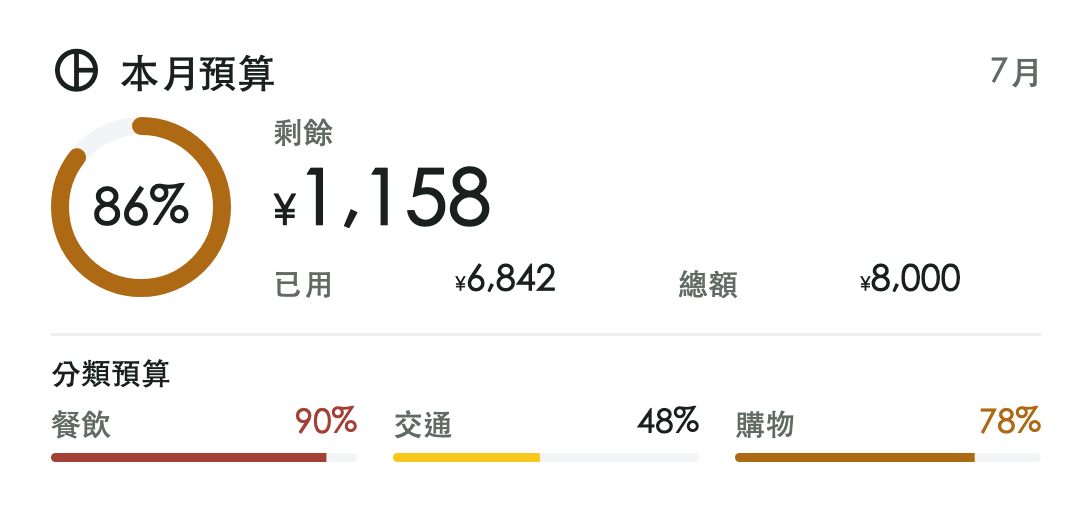 本月預算
7月
86%
剩餘
¥1,158
已用 ¥6,842 總額 ¥8,000
分類預算
餐飲 90% 交通 48% 購物 78%